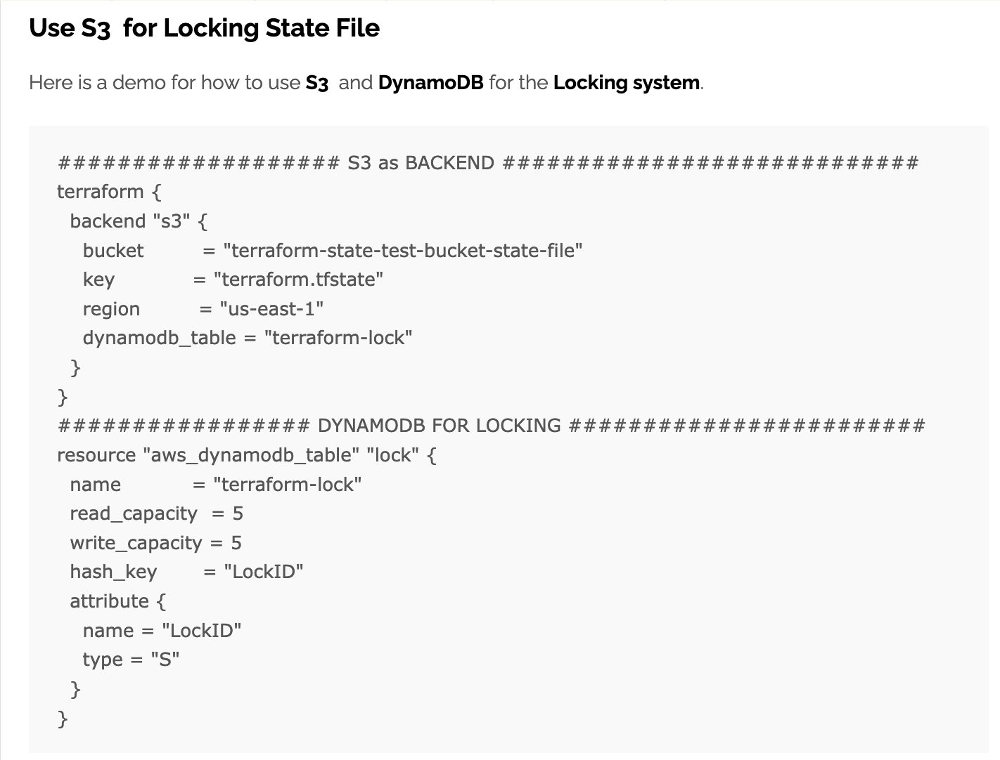 Use S3 for Locking State File
Here is a demo for how to use S3 and DynamoDB for the Locking system.
################### S3 as BACKEND ############################
terraform {
  backend "s3" {
    bucket         = "terraform-state-test-bucket-state-file"
    key            = "terraform.tfstate"
    region         = "us-east-1"
    dynamodb_table = "terraform-lock"
  }
}
################# DYNAMODB FOR LOCKING ########################
resource "aws_dynamodb_table" "lock" {
  name           = "terraform-lock"
  read_capacity  = 5
  write_capacity = 5
  hash_key       = "LockID"
  attribute {
    name = "LockID"
    type = "S"
  }
}